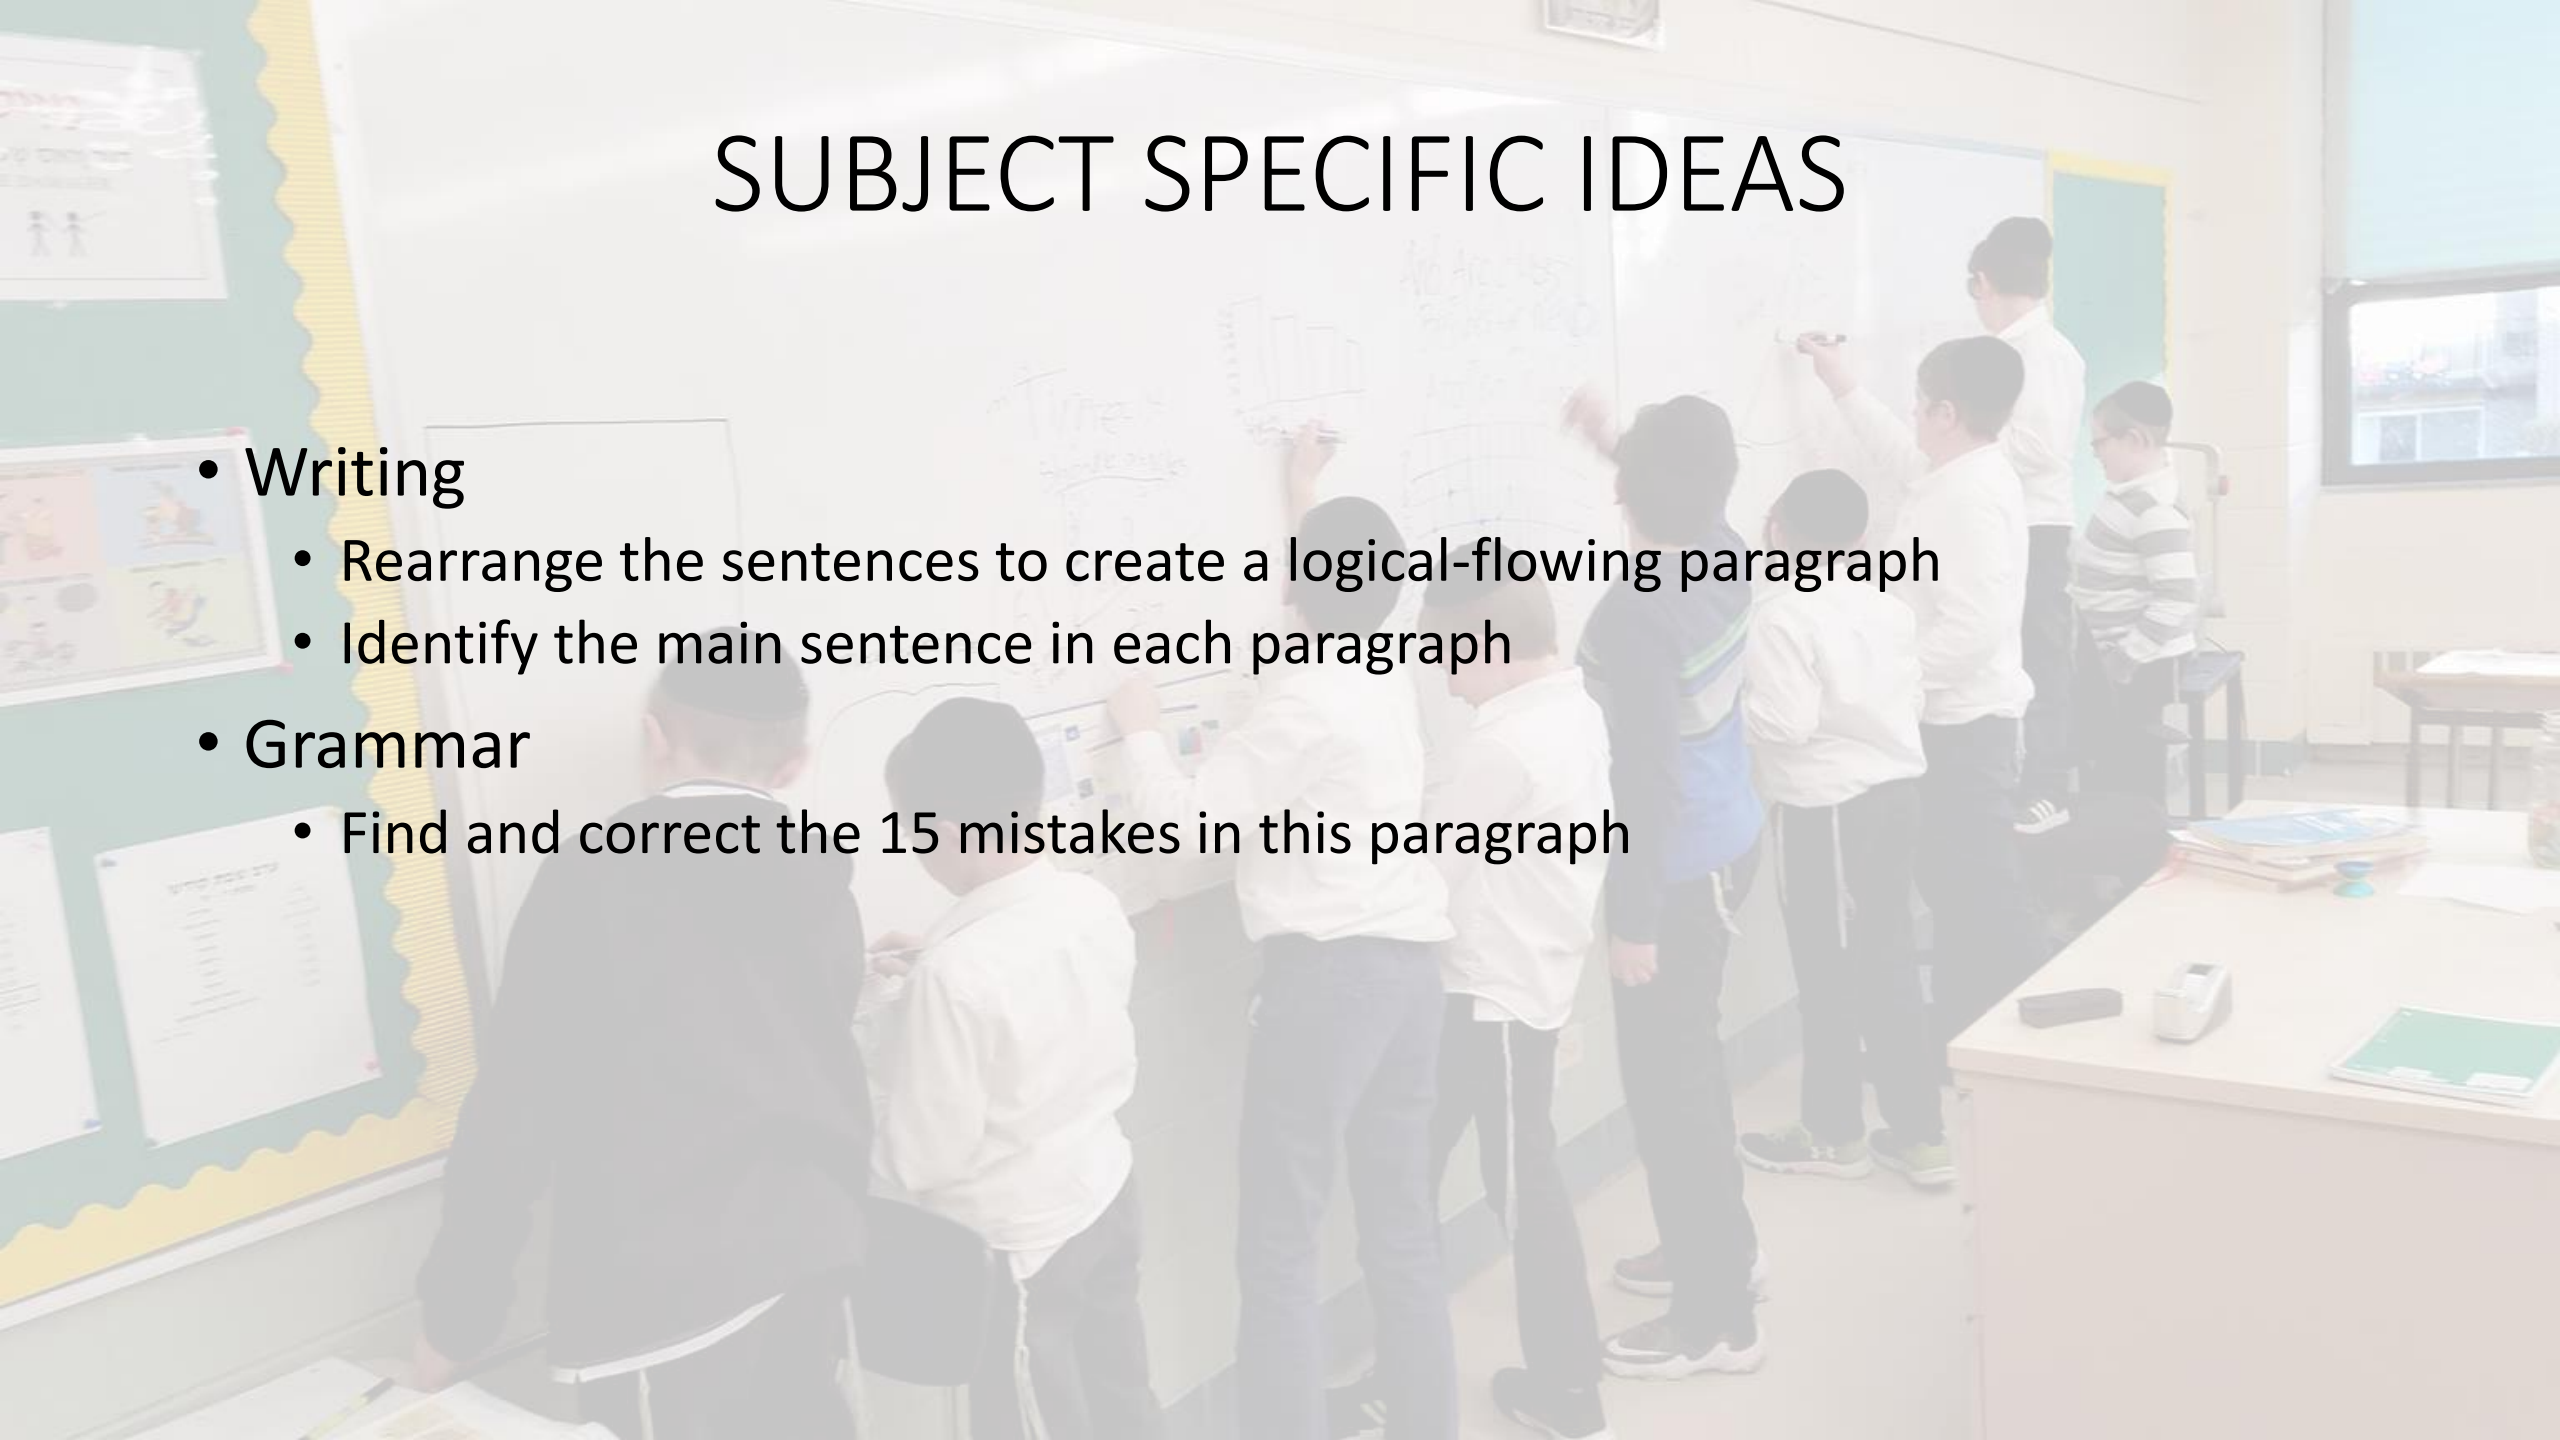 SUBJECT SPECIFIC IDEAS
• Writing
• Rearrange the sentences to create a logical-flowing paragraph
• Identify the main sentence in each paragraph
• Grammar
• Find and correct the 15 mistakes in this paragraph